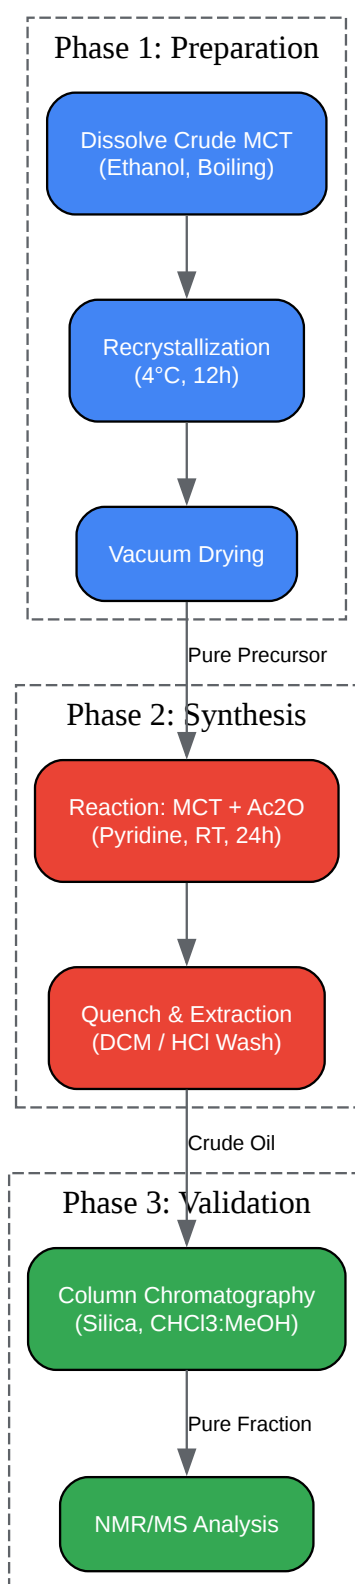 Phase 1: Preparation
Dissolve Crude MCT
(Ethanol, Boiling)
Recrystallization
(4°C, 12h)
Vacuum Drying
Pure Precursor
Phase 2: Synthesis
Reaction: MCT + Ac2O
(Pyridine, RT, 24h)
Quench & Extraction
(DCM / HCl Wash)
Crude Oil
Phase 3: Validation
Column Chromatography
(Silica, CHCl3:MeOH)
Pure Fraction
NMR/MS Analysis